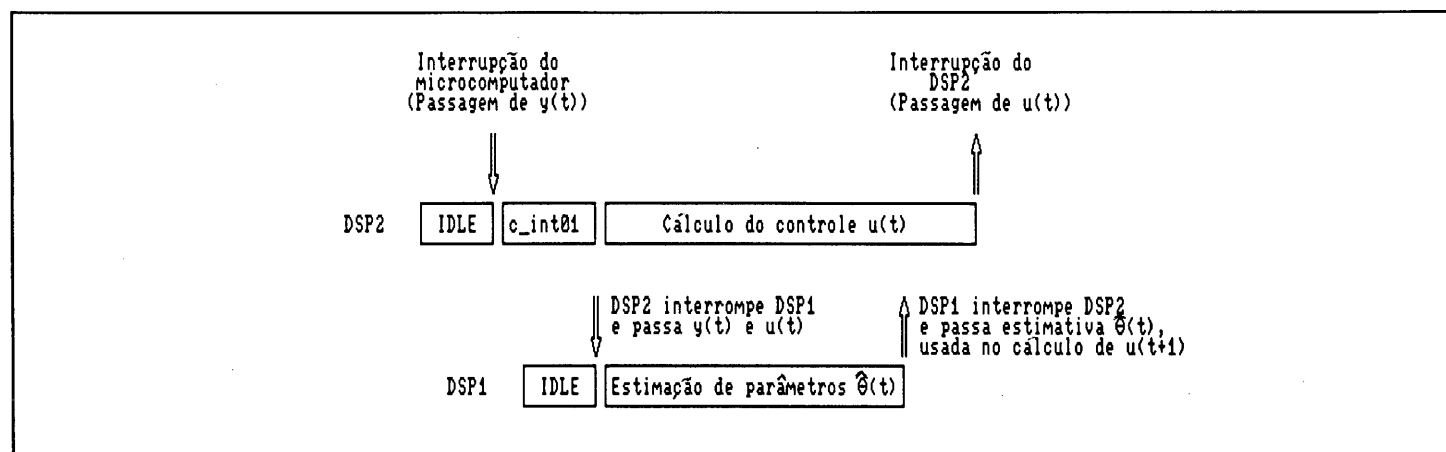 Interrupção do
microcomputador
(Passagem de y(t))
Interrupção do
DSP2
(Passagem de u(t))
DSP2
IDLE
c_int01
Cálculo do controle u(t)
DSP2 interrompe DSP1
e passa y(t) e u(t)
DSP1 interrompe DSP2
e passa estimativa θ̂(t),
usada no cálculo de u(t+1)
DSP1
IDLE
Estimação de parâmetros θ̂(t)